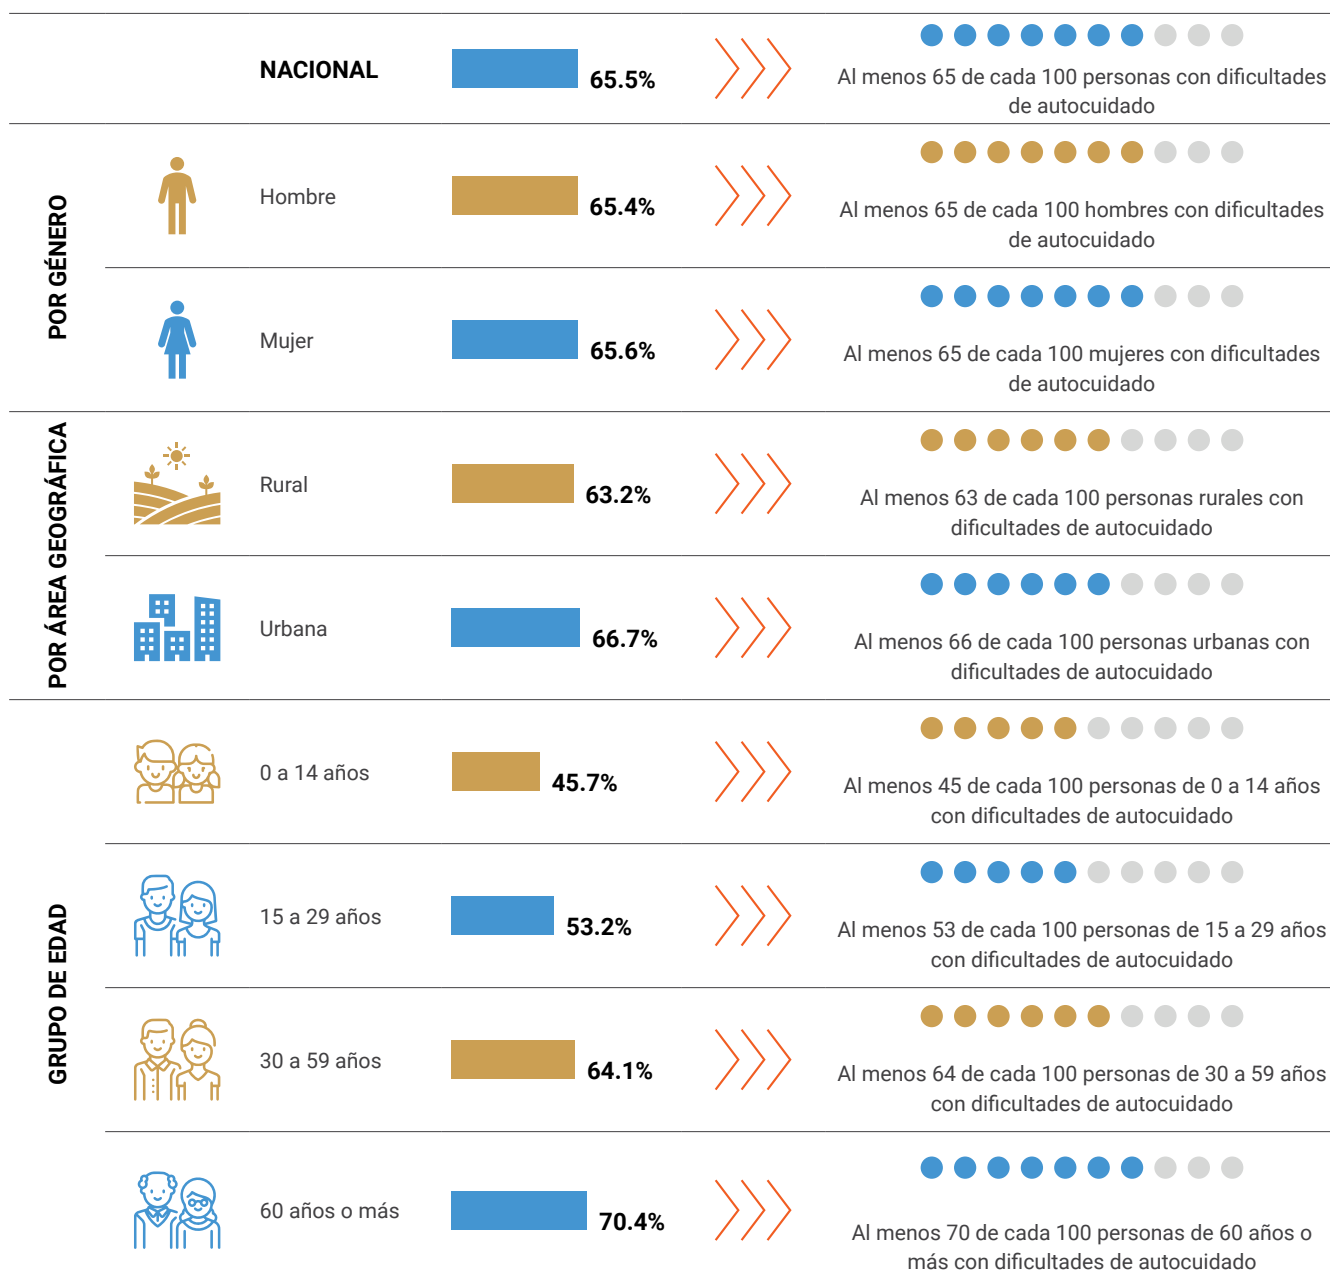 NACIONAL
65.5%
Al menos 65 de cada 100 personas con dificultades
de autocuidado
POR GÉNERO
Hombre
65.4%
Al menos 65 de cada 100 hombres con dificultades
de autocuidado
Mujer
65.6%
Al menos 65 de cada 100 mujeres con dificultades
de autocuidado
POR ÁREA GEOGRÁFICA
Rural
63.2%
Al menos 63 de cada 100 personas rurales con
dificultades de autocuidado
Urbana
66.7%
Al menos 66 de cada 100 personas urbanas con
dificultades de autocuidado
GRUPO DE EDAD
0 a 14 años
45.7%
Al menos 45 de cada 100 personas de 0 a 14 años
con dificultades de autocuidado
15 a 29 años
53.2%
Al menos 53 de cada 100 personas de 15 a 29 años
con dificultades de autocuidado
30 a 59 años
64.1%
Al menos 64 de cada 100 personas de 30 a 59 años
con dificultades de autocuidado
60 años o más
70.4%
Al menos 70 de cada 100 personas de 60 años o
más con dificultades de autocuidado